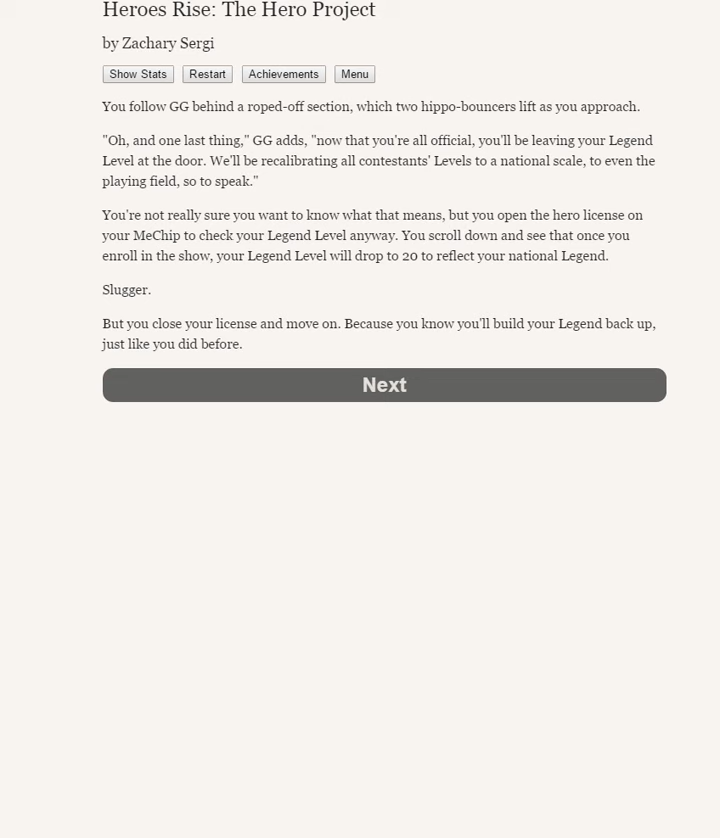 Heroes Rise: The Hero Project
by Zachary Sergi
Show Stats Restart Achievements Menu
You follow GG behind a roped-off section, which two hippo-bouncers lift as you approach.
"Oh, and one last thing," GG adds, "now that you're all official, you'll be leaving your Legend
Level at the door. We'll be recalibrating all contestants' Levels to a national scale, to even the
playing field, so to speak."
You're not really sure you want to know what that means, but you open the hero license on
your MeChip to check your Legend Level anyway. You scroll down and see that once you
enroll in the show, your Legend Level will drop to 20 to reflect your national Legend.
Slugger.
But you close your license and move on. Because you know you'll build your Legend back up,
just like you did before.
Next